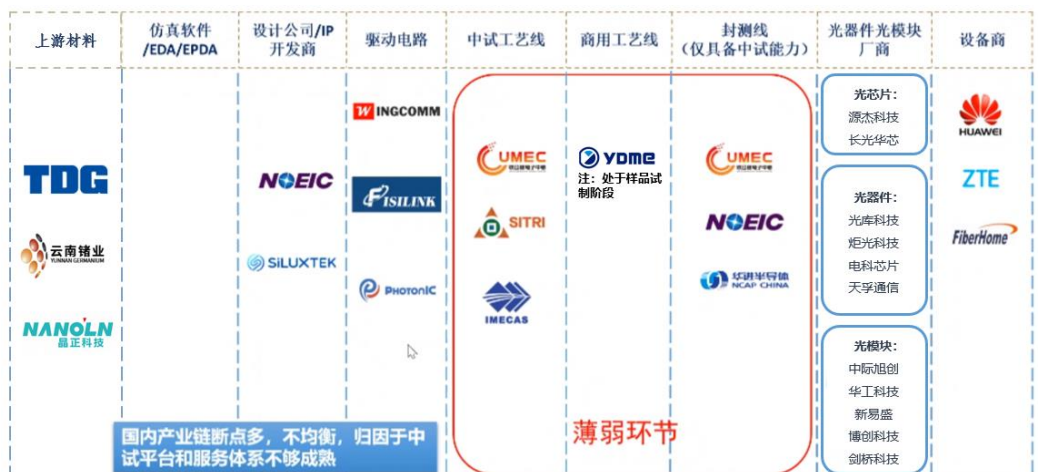 上游材料
仿真软件
/EDA/EPDA
设计公司/IP
开发商
驱动电路
中试工艺线
商用工艺线
封测线
(仅具备中试能力)
光器件光模块
厂商
设备商
TDG
云南锗业
YUNNAN GERMANIUM
NANOLN
晶正科技
NOEIC
SiLUXTEK
WINGCOMM
FISILINK
PHOTONIC
CUMEC
SITRI
IMECAS
YDME
注：处于样品试
制阶段
CUMEC
NOEIC
华进半导体
NCAP CHINA
光芯片：
源杰科技
长光华芯
光器件：
光库科技
炬光科技
电科芯片
天孚通信
光模块：
中际旭创
华工科技
新易盛
博创科技
剑桥科技
HUAWEI
ZTE
FiberHome
国内产业链断点多，不均衡，归因于中
试平台和服务体系不够成熟
薄弱环节